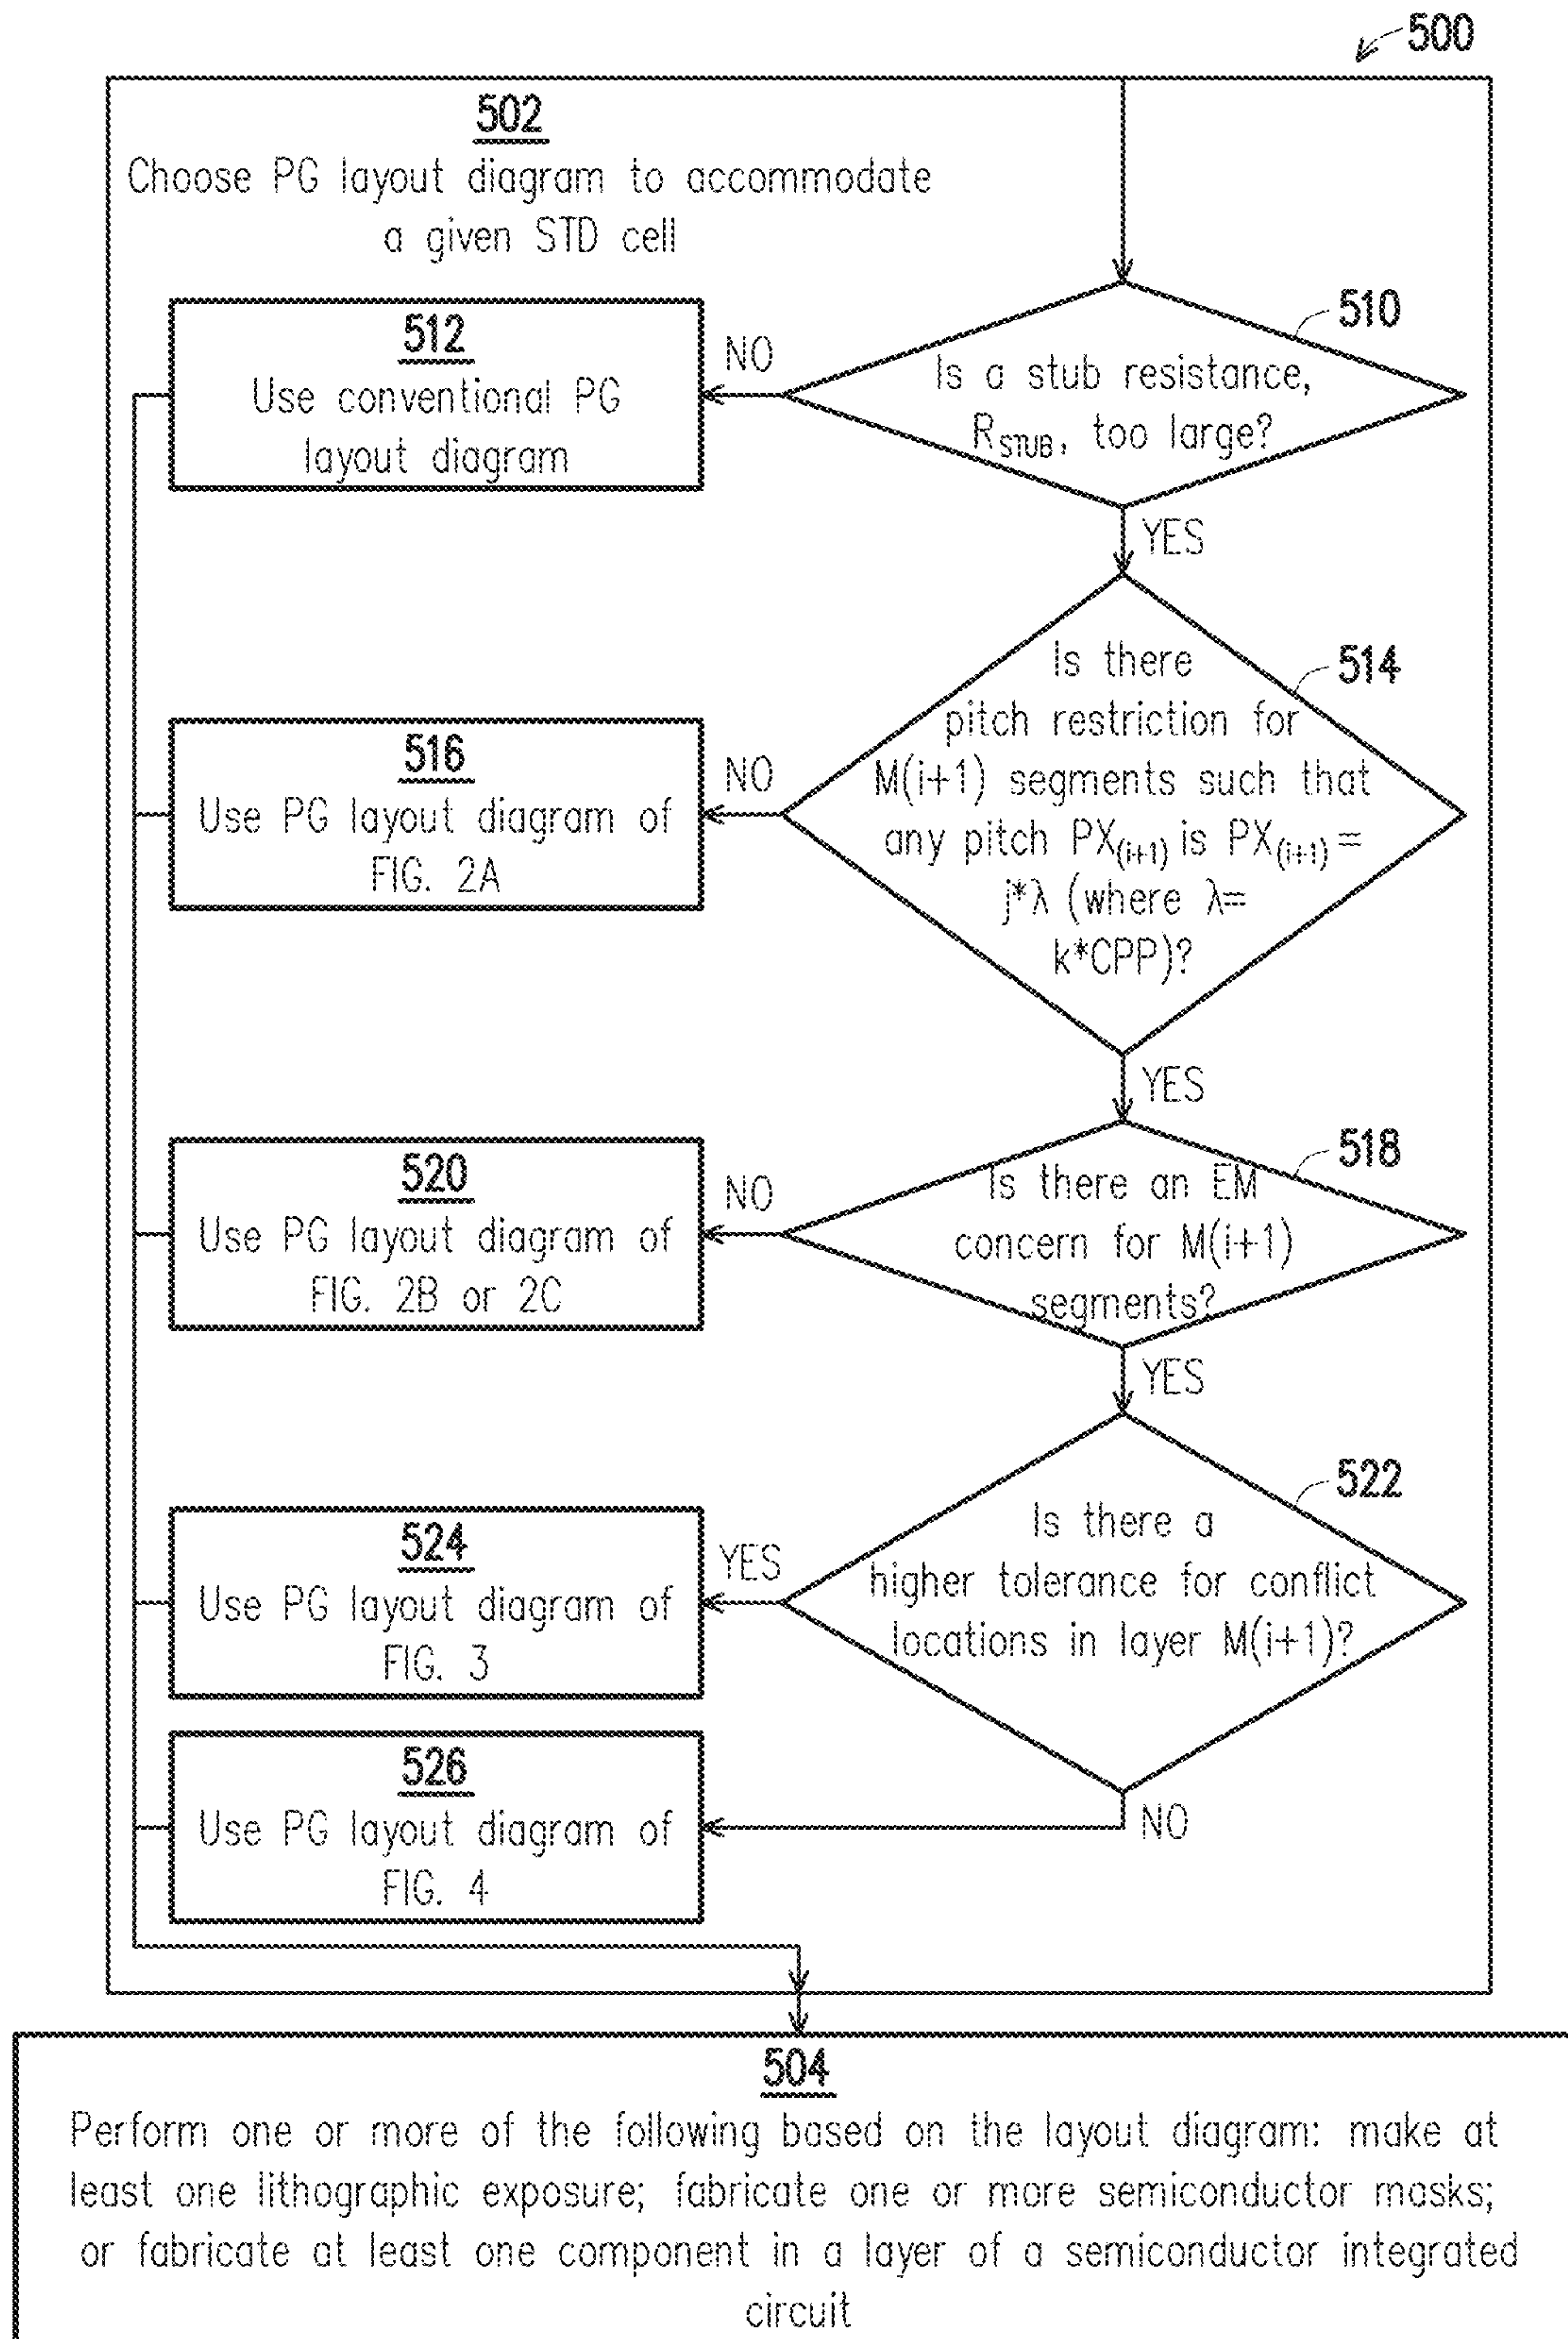 500
502
Choose PG layout diagram to accommodate
a given STD cell
510
Is a stub resistance,
R_STUB, too large?
NO
512
Use conventional PG
layout diagram
YES
514
Is there
pitch restriction for
M(i+1) segments such that
any pitch PX_(i+1) is PX_(i+1) =
j*λ (where λ=
k*CPP)?
NO
516
Use PG layout diagram of
FIG. 2A
YES
518
Is there an EM
concern for M(i+1)
segments?
NO
520
Use PG layout diagram of
FIG. 2B or 2C
YES
522
Is there a
higher tolerance for conflict
locations in layer M(i+1)?
YES
524
Use PG layout diagram of
FIG. 3
NO
526
Use PG layout diagram of
FIG. 4
504
Perform one or more of the following based on the layout diagram: make at
least one lithographic exposure; fabricate one or more semiconductor masks;
or fabricate at least one component in a layer of a semiconductor integrated
circuit